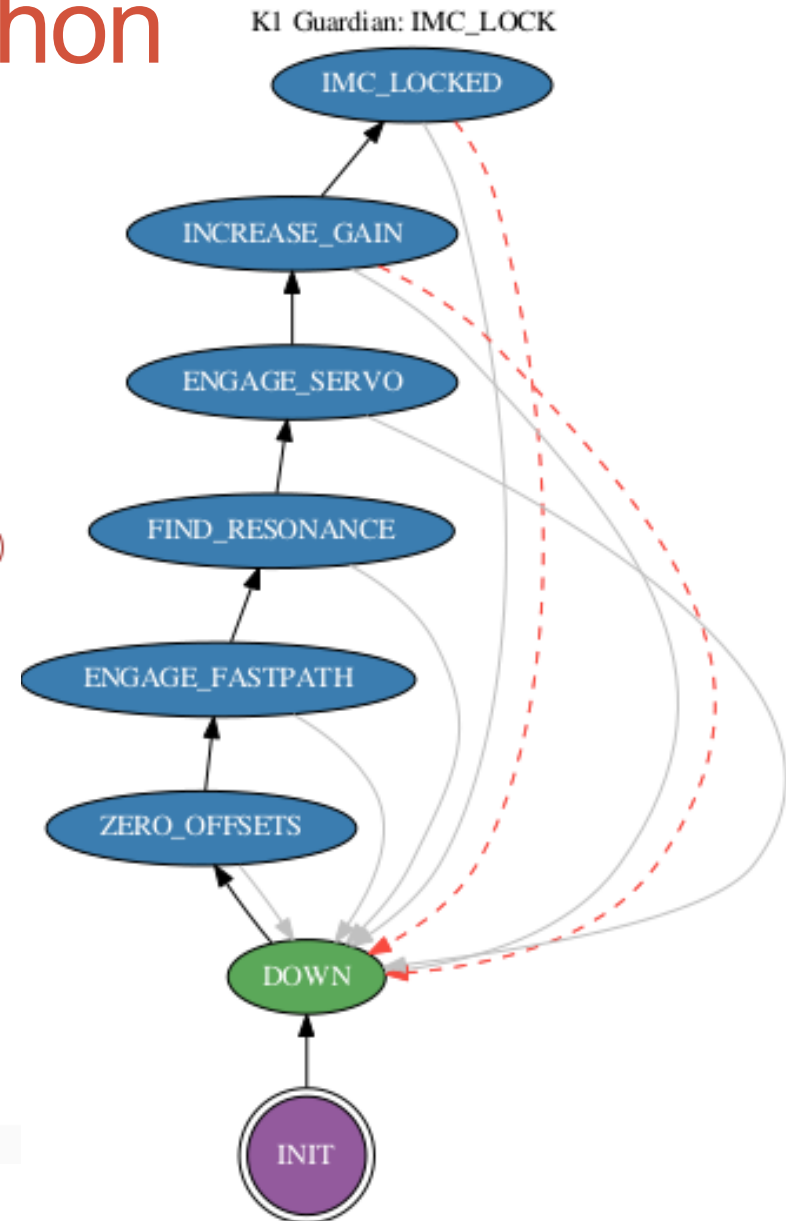 hon
K1 Guardian: IMC_LOCK
IMC_LOCKED
INCREASE_GAIN
ENGAGE_SERVO
FIND_RESONANCE
)
ENGAGE_FASTPATH
ZERO_OFFSETS
DOWN
INIT